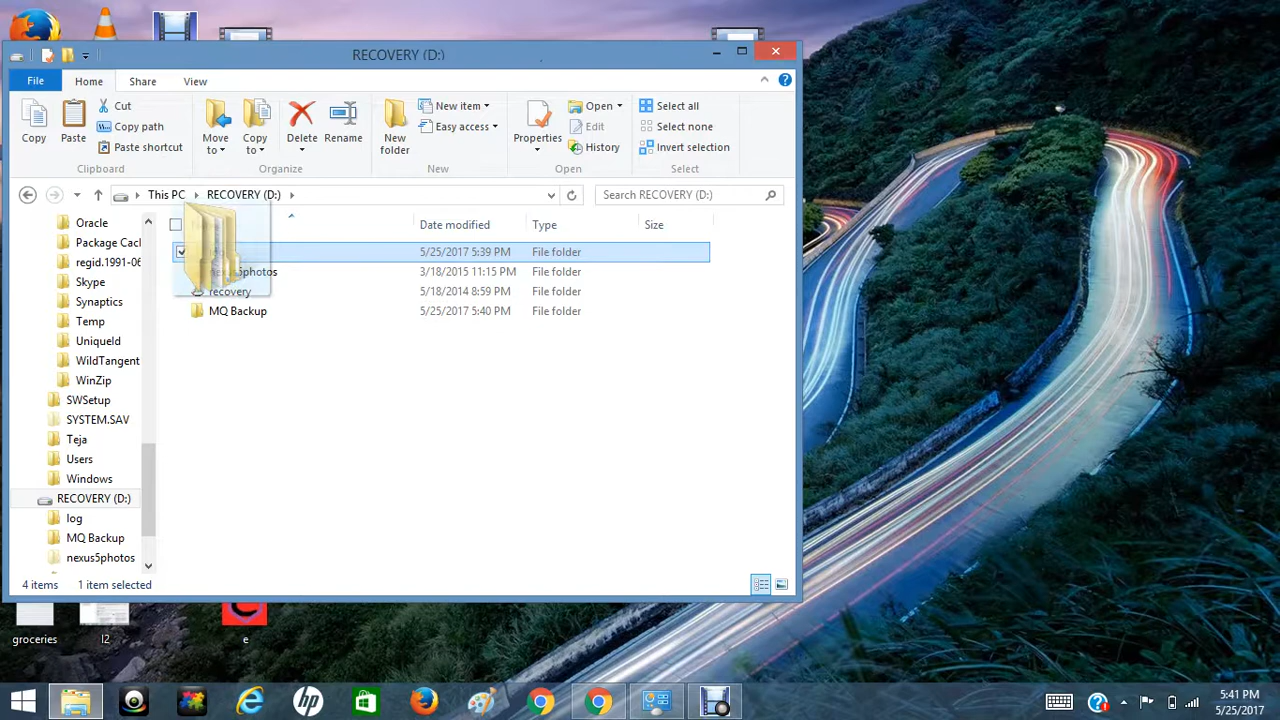 RECOVERY (D:)
File Home Share View
Copy Paste Cut Copy path Paste shortcut Move to Copy to Delete Rename New folder New item Easy access Properties Open Edit History Select all Select none Invert selection
Clipboard Organize New Open Select
This PC RECOVERY (D:) Search RECOVERY (D:)
Date modified Type Size
5/25/2017 5:39 PM File folder
3/18/2015 11:15 PM File folder
recovery 5/18/2014 8:59 PM File folder
MQ Backup 5/25/2017 5:40 PM File folder
Oracle
Package Cacl
regid.1991-06
Skype
Synaptics
Temp
UniqueId
WildTangent
WinZip
SWSetup
SYSTEM.SAV
Teja
Users
Windows
RECOVERY (D:)
log
MQ Backup
nexus5photos
4 items 1 item selected
groceries l2 e
5:41 PM
5/25/2017